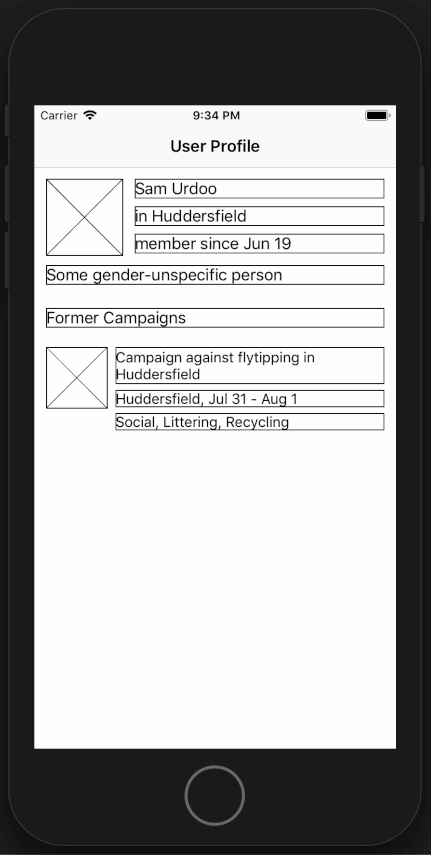 Carrier
9:34 PM
User Profile
Sam Urdoo
in Huddersfield
member since Jun 19
Some gender-unspecific person
Former Campaigns
Campaign against flytipping in
Huddersfield
Huddersfield, Jul 31 - Aug 1
Social, Littering, Recycling